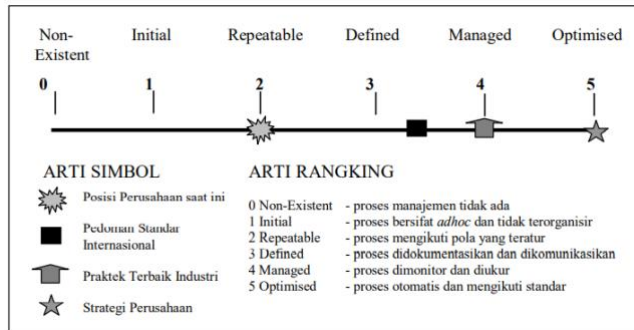 Non-Existent Initial Repeatable Defined Managed Optimised
0 1 2 3 4 5
ARTI SIMBOL
Posisi Perusahaan saat ini
Pedoman Standar Internasional
Praktek Terbaik Industri
Strategi Perusahaan
ARTI RANGKING
0 Non-Existent - proses manajemen tidak ada
1 Initial - proses bersifat adhoc dan tidak terorganisir
2 Repeatable - proses mengikuti pola yang teratur
3 Defined - proses didokumentasikan dan dikomunikasikan
4 Managed - proses dimonitor dan diukur
5 Optimised - proses otomatis dan mengikuti standar